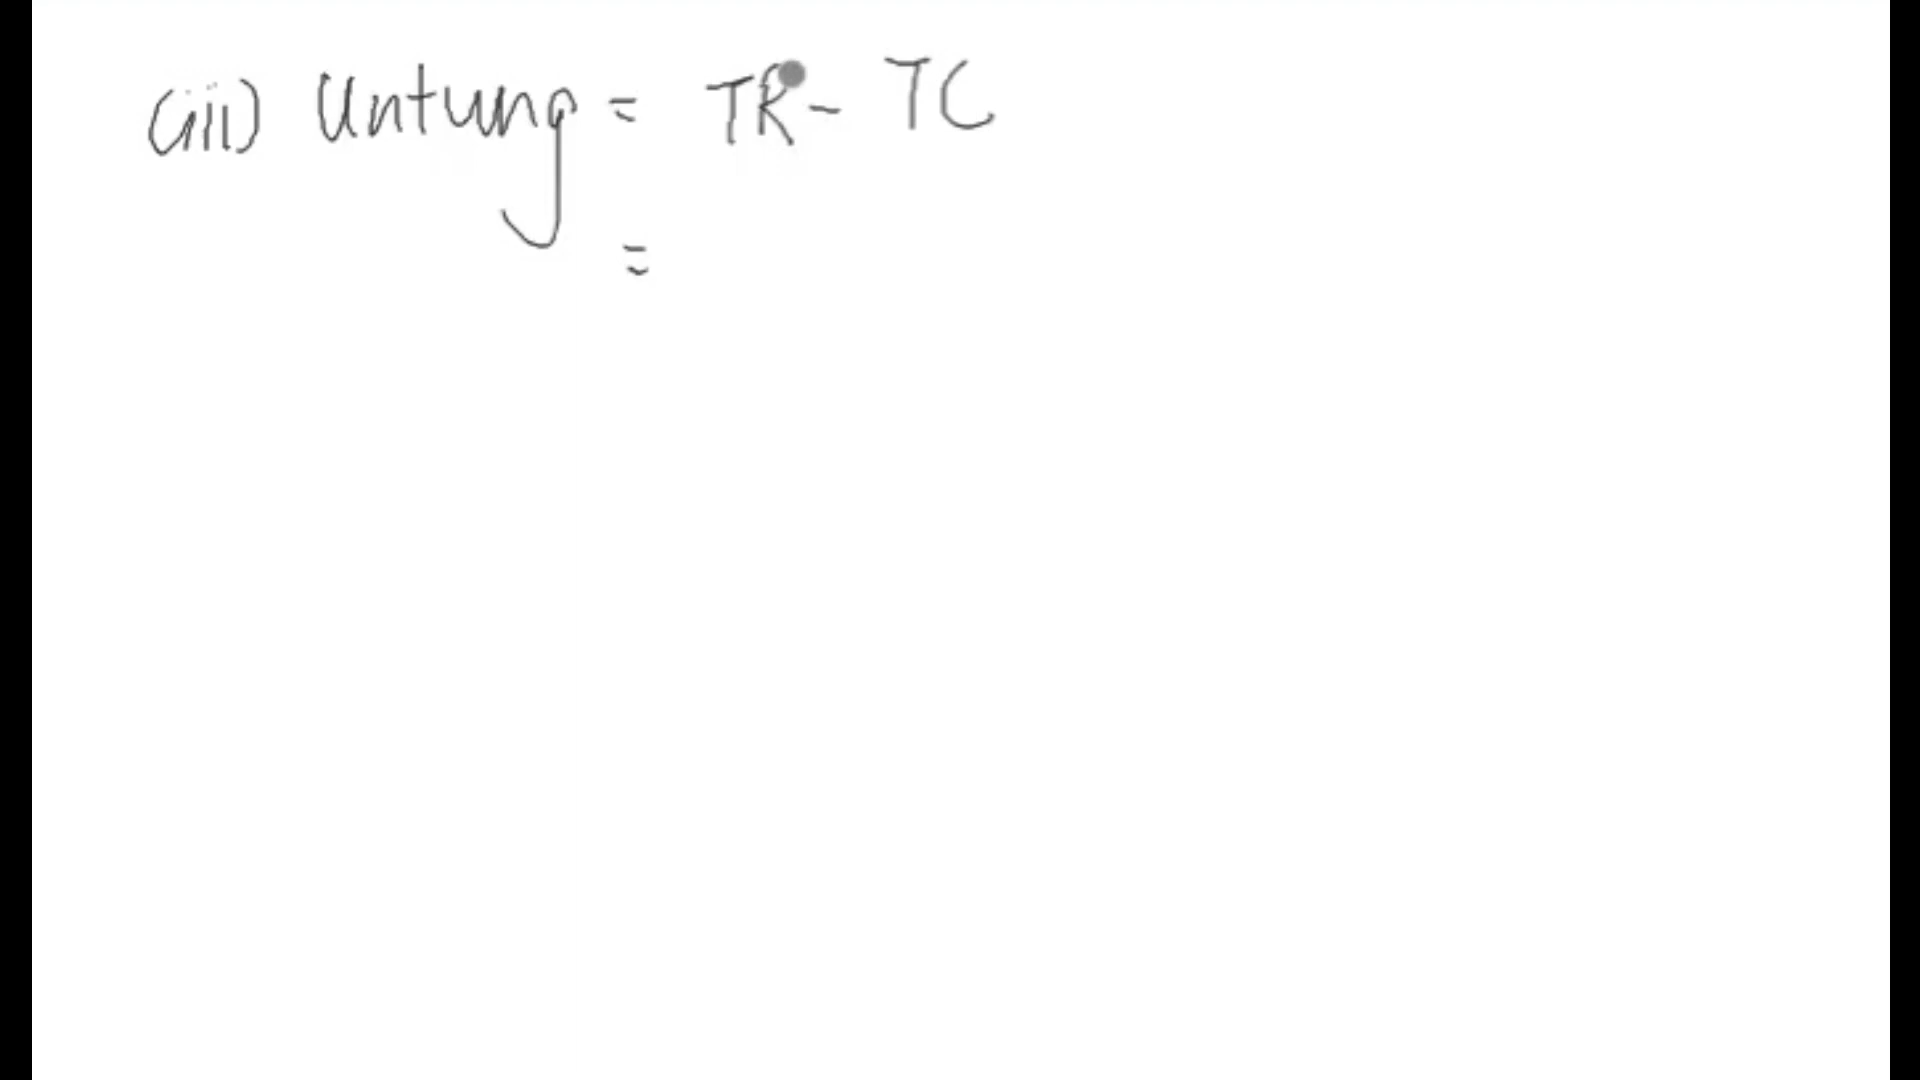 (iii) Untung = TR - TC
=